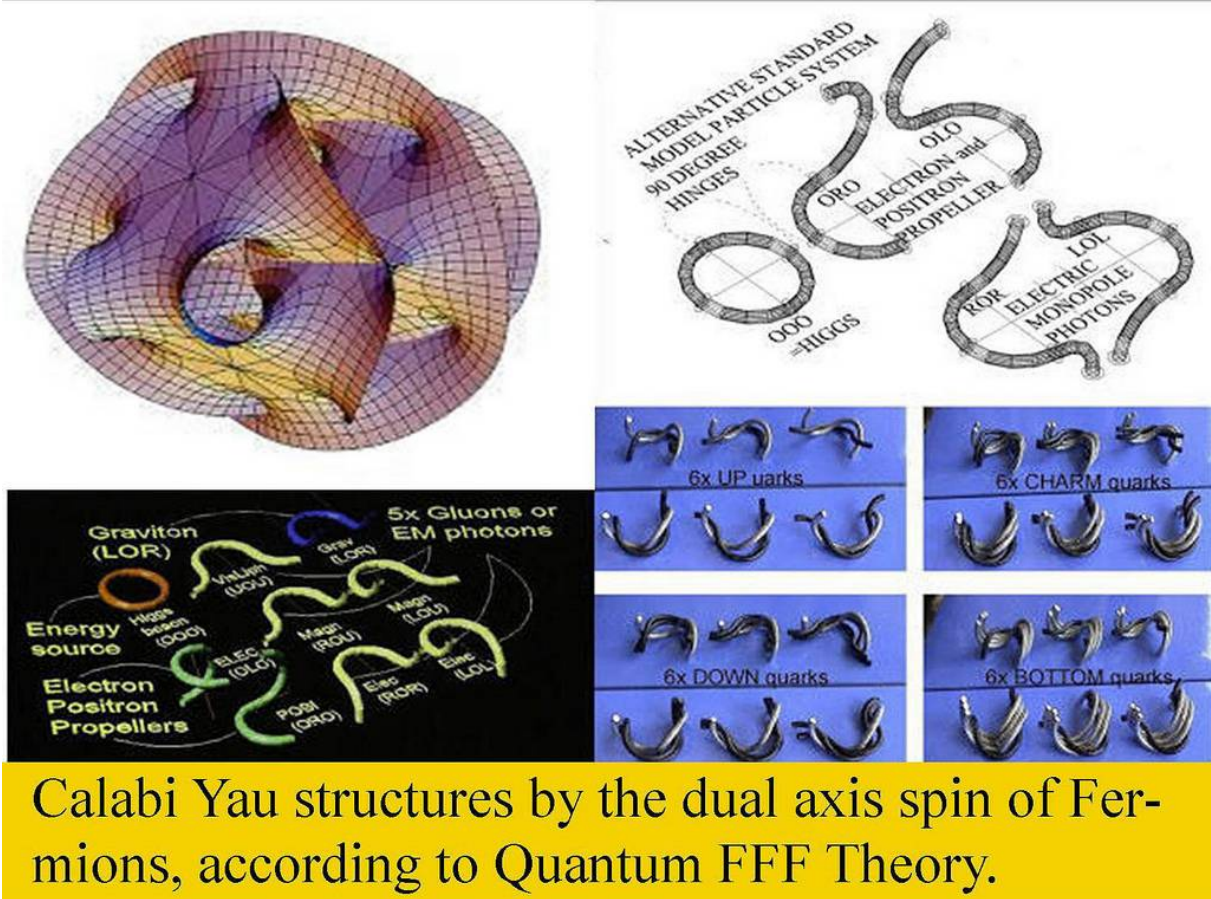 ALTERNATIVE STANDARD
MODEL PARTICLE SYSTEM
90 DEGREE
HINGES
OLO
ORO
ELECTRON and
POSITRON
PROPELLER
OOO
=HIGGS
LOL
ROR
ELECTRIC
MONOPOLE
PHOTONS
6x UP uarks
6x CHARM quarks
6x DOWN quarks
6x BOTTOM quarks
Graviton
(LOR)
5x Gluons or
EM photons
Grav
(LOR)
(UOU)
Higgs
(OOO)
Energy
source
Magn
(ROU)
Magn
(LOU)
ELEC
(OLO)
Elec
(ROR)
Elec
(LOL)
Electron
Positron
Propellers
POSI
(ORO)
Calabi Yau structures by the dual axis spin of Fer-
mions, according to Quantum FFF Theory.